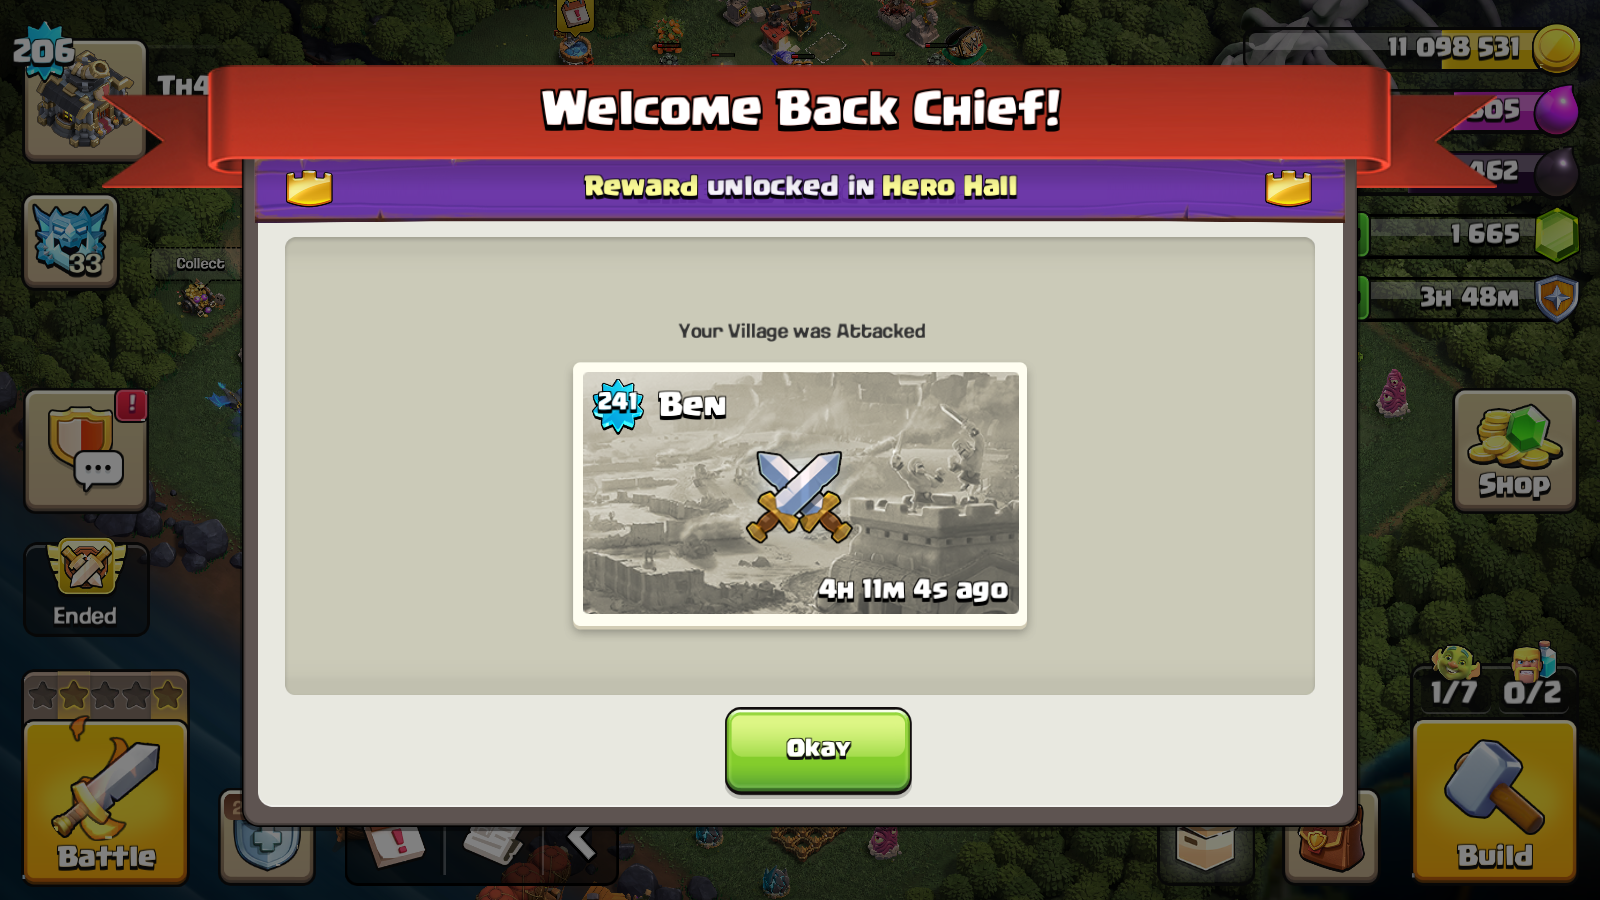 206
Th4
11 098 531
Welcome Back Chief!
505
Reward unlocked in Hero Hall
462
33
Collect
1 665
3h 48m
Your Village was Attacked
241 Ben
4h 11m 4s ago
Shop
Ended
1/7 0/2
Okay
Battle
Build